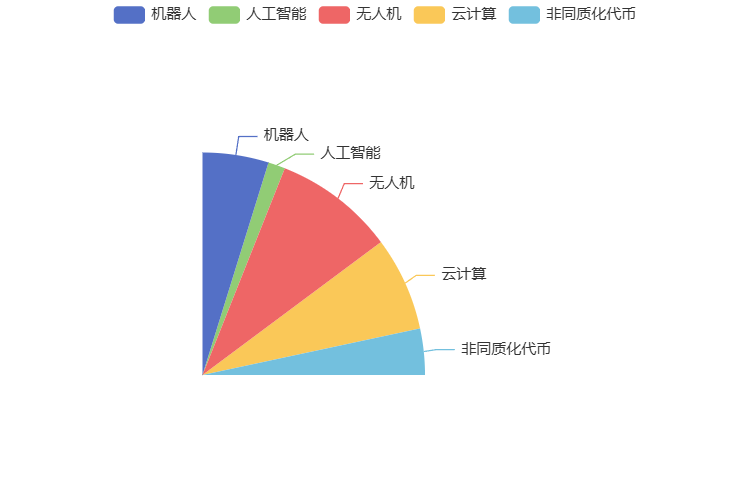 机器人 人工智能 无人机 云计算 非同质化代币
机器人
人工智能
无人机
云计算
非同质化代币